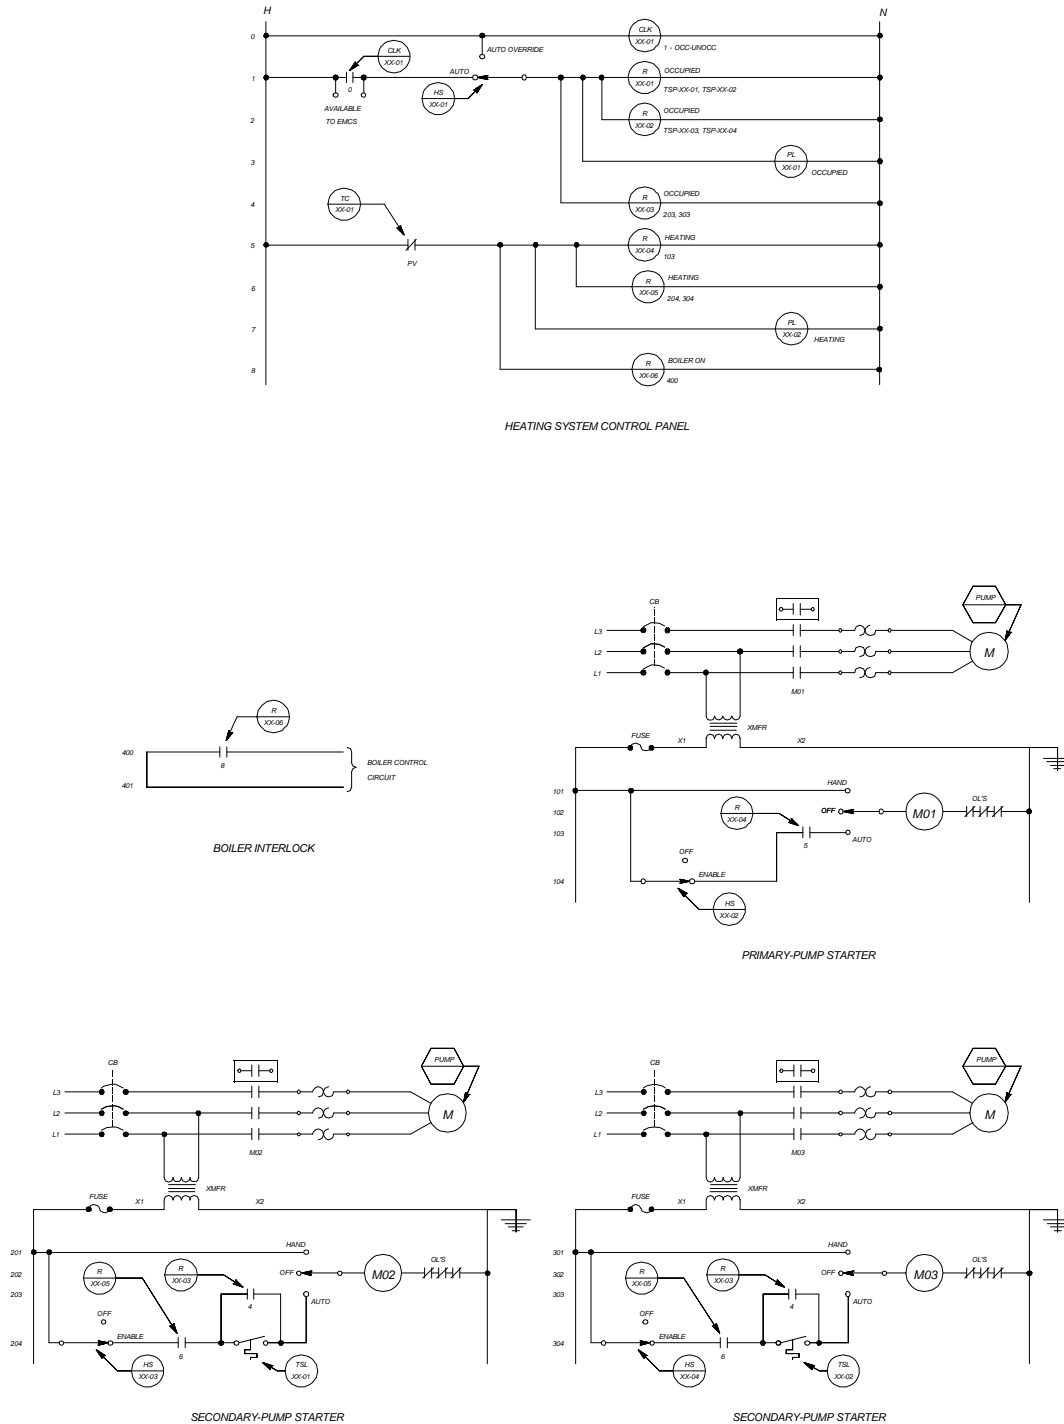 H
N
0
CLK
XX-01
1 - OCC-UNOCC
AUTO OVERRIDE
CLK
XX-01
1
0
AVAILABLE
TO EMCS
AUTO
HS
XX-01
R
XX-01
OCCUPIED
TSP-XX-01, TSP-XX-02
2
R
XX-02
OCCUPIED
TSP-XX-03, TSP-XX-04
3
PL
XX-01
OCCUPIED
4
R
XX-03
OCCUPIED
203, 303
TC
XX-01
5
PV
R
XX-04
HEATING
103
6
R
XX-05
HEATING
204, 304
7
PL
XX-02
HEATING
8
R
XX-06
BOILER ON
400
HEATING SYSTEM CONTROL PANEL
R
XX-06
400
8
401
BOILER CONTROL
CIRCUIT
BOILER INTERLOCK
CB
PUMP
L3
L2
L1
M
M01
XMFR
FUSE
X1
X2
101
HAND
102
OFF
M01
OL'S
R
XX-04
103
5
AUTO
OFF
ENABLE
104
HS
XX-02
PRIMARY-PUMP STARTER
CB
PUMP
L3
L2
L1
M
M02
XMFR
FUSE
X1
X2
201
HAND
202
OFF
M02
OL'S
R
XX-05
R
XX-03
203
4
AUTO
OFF
ENABLE
204
6
HS
XX-03
TSL
XX-01
SECONDARY-PUMP STARTER
CB
PUMP
L3
L2
L1
M
M03
XMFR
FUSE
X1
X2
301
HAND
302
OFF
M03
OL'S
R
XX-05
R
XX-03
303
4
AUTO
OFF
ENABLE
304
6
HS
XX-04
TSL
XX-02
SECONDARY-PUMP STARTER